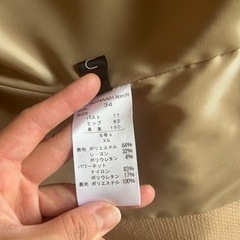 34
バスト 77
ヒップ 82
身長 150
5号
XS
表地 ポリエステル 64%
レーヨン 32%
ポリウレタン 4%
パワーネット
ナイロン 83%
ポリウレタン 17%
裏地 ポリエステル 100%